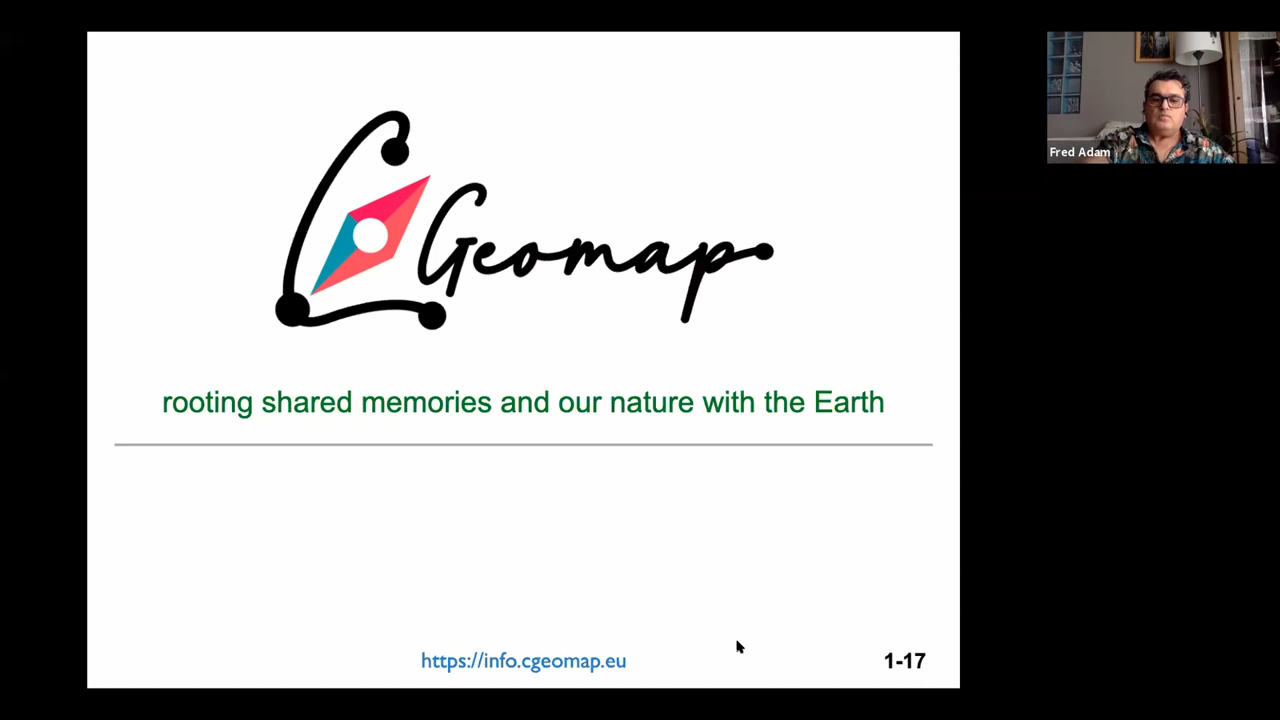 CGeomap
rooting shared memories and our nature with the Earth
https://info.cgeomap.eu
1-17
Fred Adam